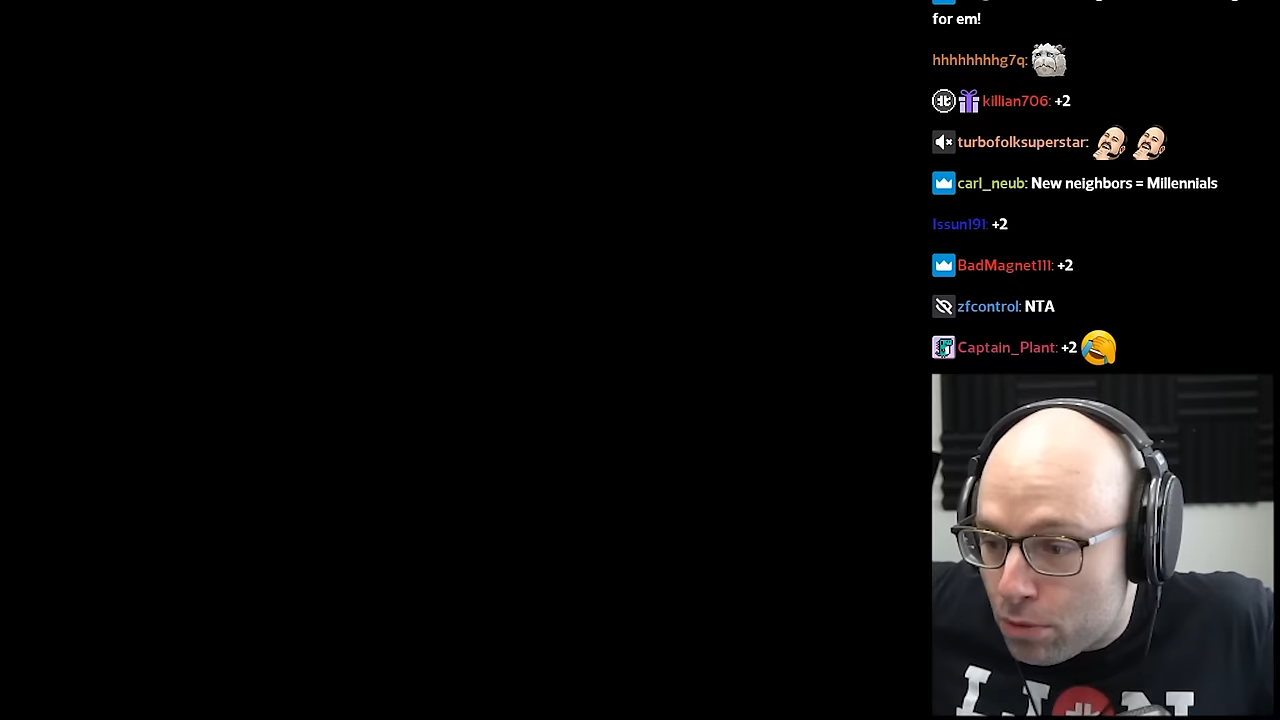 for em!
hhhhhhhhg7q:
killian706: +2
turbofolksuperstar:
carl_neub: New neighbors = Millennials
Issun191: +2
BadMagnet111: +2
zfcontrol: NTA
Captain_Plant: +2